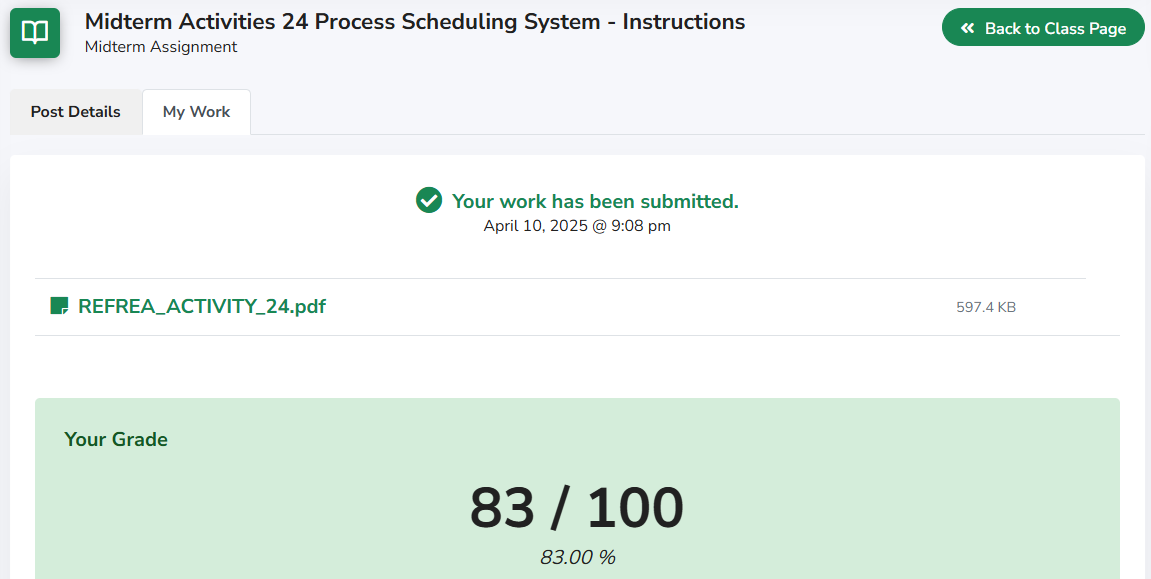 Midterm Activities 24 Process Scheduling System - Instructions
Midterm Assignment
Back to Class Page
Post Details
My Work
Your work has been submitted.
April 10, 2025 @ 9:08 pm
REFREA_ACTIVITY_24.pdf
597.4 KB
Your Grade
83 / 100
83.00 %